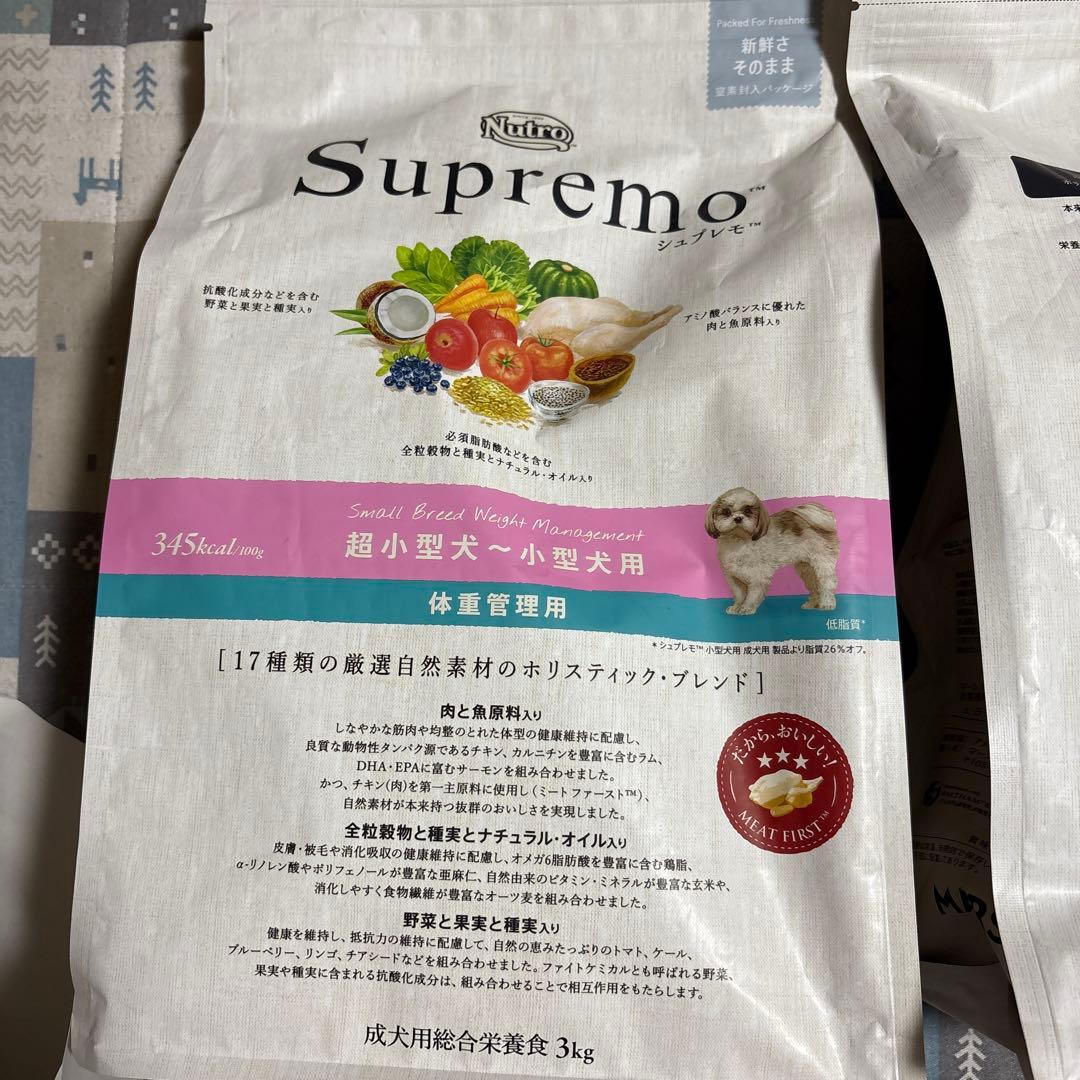 Packed For Freshness
新鮮さ
そのまま
窒素封入パッケージ
Nutro
Supremo™
シュプレモ™
抗酸化成分などを含む
野菜と果実と種実入り
アミノ酸バランスに優れた
肉と魚原料入り
必須脂肪酸などを含む
全粒穀物と種実とナチュラル・オイル入り
Small Breed Weight Management
345kcal/100g
超小型犬～小型犬用
体重管理用
低脂質*
*シュプレモ™ 小型犬用 成犬用 製品より脂質26%オフ。
[17種類の厳選自然素材のホリスティック・ブレンド]
肉と魚原料入り
しなやかな筋肉や均整のとれた体型の健康維持に配慮し、
良質な動物性タンパク源であるチキン、カルニチンを豊富に含むラム、
DHA・EPAに富むサーモンを組み合わせました。
かつ、チキン(肉)を第一主原料に使用し(ミートファースト™)、
自然素材が本来持つ抜群のおいしさを実現しました。
だから、おいしい!
MEAT FIRST™
全粒穀物と種実とナチュラル・オイル入り
皮膚・被毛や消化吸収の健康維持に配慮し、オメガ6脂肪酸を豊富に含む鶏脂、
α-リノレン酸やポリフェノールが豊富な亜麻仁、自然由来のビタミン・ミネラルが豊富な玄米や、
消化しやすく食物繊維が豊富なオーツ麦を組み合わせました。
野菜と果実と種実入り
健康を維持し、抵抗力の維持に配慮して、自然の恵みたっぷりのトマト、ケール、
ブルーベリー、リンゴ、チアシードなどを組み合わせました。ファイトケミカルとも呼ばれる野菜、
果実や種実に含まれる抗酸化成分は、組み合わせることで相互作用をもたらします。
成犬用総合栄養食 3kg
本来
栄養